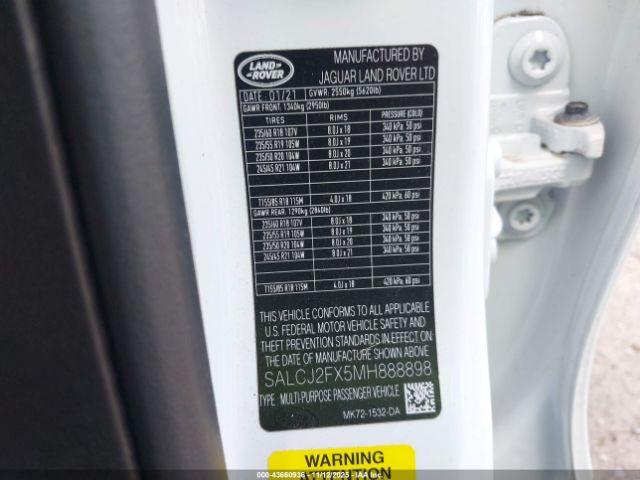 LAND
ROVER
MANUFACTURED BY
JAGUAR LAND ROVER LTD
DATE: 01/21 GVWR. 2550kg (5620lb)
GAWR FRONT. 1340kg (2950lb)
TIRES RIMS PRESSURE (COLD)
235/60 R18 107V 8.0J x 18 340 kPa, 50 psi
235/55 R19 105W 8.0J x 19 340 kPa, 50 psi
235/50 R20 104W 8.0J x 20 340 kPa, 50 psi
245/45 R21 104W 8.0J x 21 340 kPa, 50 psi
T155/85 R18 115M 4.0J x 18 420 kPa, 60 psi
GAWR REAR. 1290kg (2840lb)
235/60 R18 107V 8.0J x 18 340 kPa, 50 psi
235/55 R19 105W 8.0J x 19 340 kPa, 50 psi
235/50 R20 104W 8.0J x 20 340 kPa, 50 psi
245/45 R21 104W 8.0J x 21 340 kPa, 50 psi
T155/85 R18 115M 4.0J x 18 420 kPa, 60 psi
THIS VEHICLE CONFORMS TO ALL APPLICABLE
U.S. FEDERAL MOTOR VEHICLE SAFETY AND
THEFT PREVENTION STANDARDS IN EFFECT ON
THE DATE OF MANUFACTURE SHOWN ABOVE
SALCJ2FX5MH888898
TYPE: MULTI-PURPOSE PASSENGER VEHICLE
MK72-1532-DA
WARNING
00-43660936 - 11/12/2025 - IAA Inc.